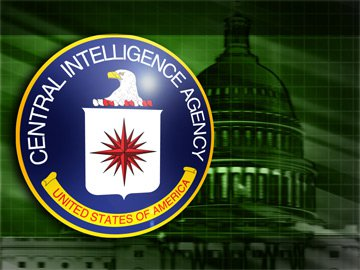 CENTRAL INTELLIGENCE AGENCY
UNITED STATES OF AMERICA